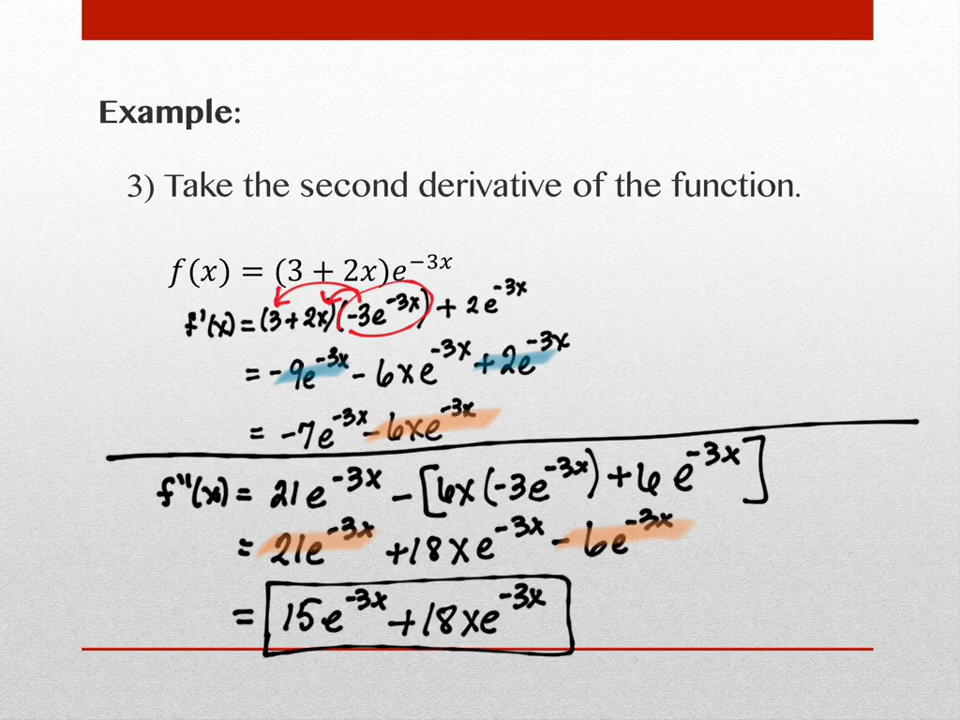 Example:
3) Take the second derivative of the function.
f(x) = (3 + 2x)e^{-3x}
f'(x) = (3+2x)(-3e^{-3x}) + 2e^{-3x}
= -9e^{-3x} - 6xe^{-3x} + 2e^{-3x}
= -7e^{-3x} - 6xe^{-3x}
f''(x) = 21e^{-3x} - [6x(-3e^{-3x}) + 6e^{-3x}]
= 21e^{-3x} + 18xe^{-3x} - 6e^{-3x}
= 15e^{-3x} + 18xe^{-3x}